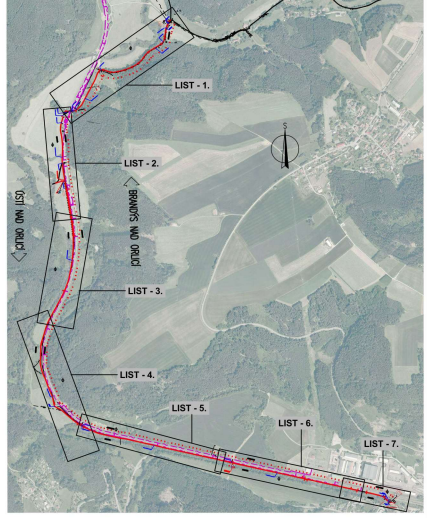 LIST - 1.
S
LIST - 2.
BRANDÝS NAD ORLICÍ
ÚSTÍ NAD ORLICÍ
LIST - 3.
LIST - 4.
LIST - 5.
LIST - 6.
LIST - 7.